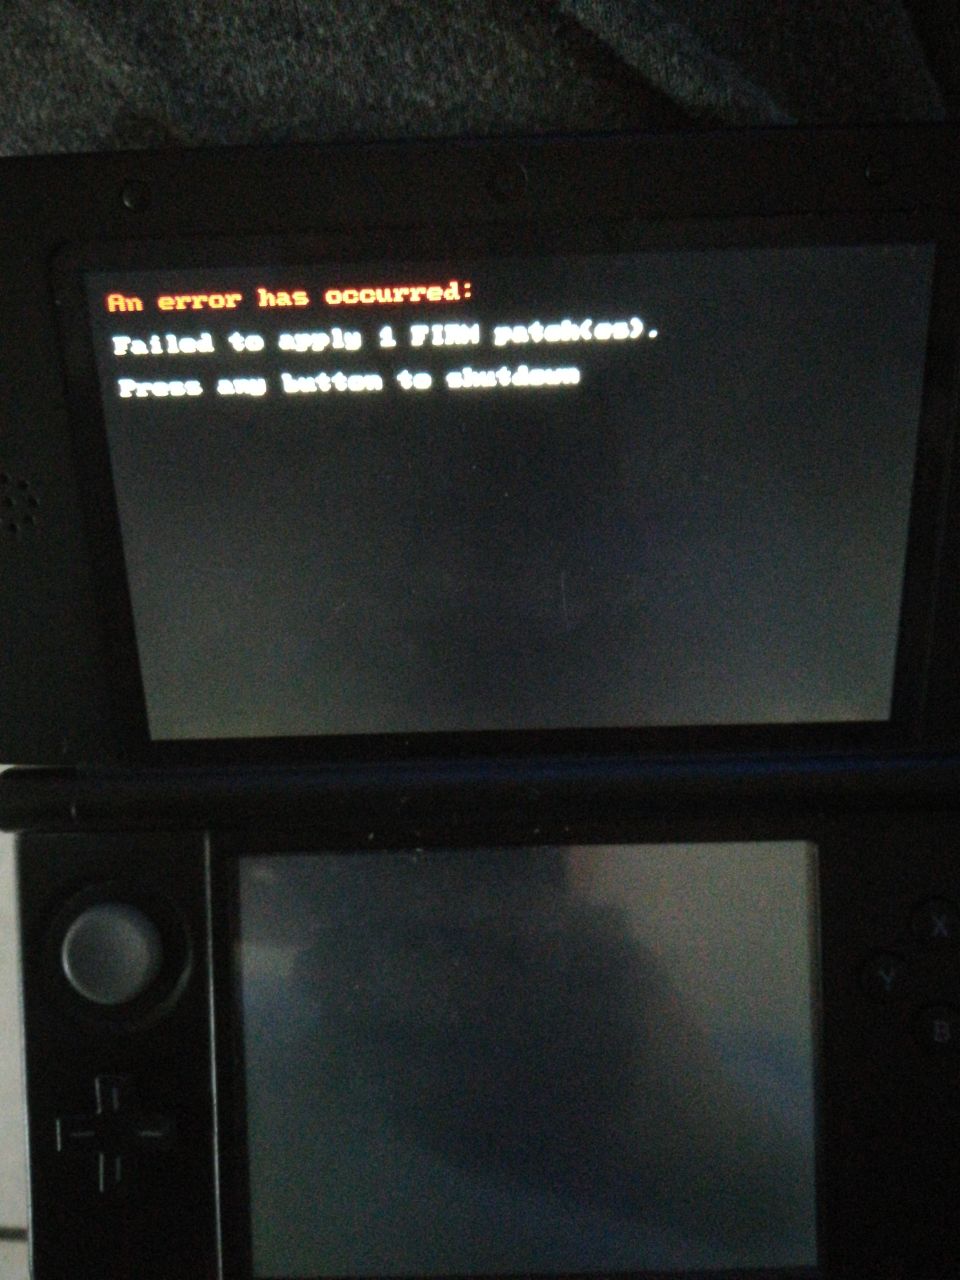 An error has occurred:
Failed to apply 1 FIRM patch(es).
Press any button to shutdown
X
Y
B